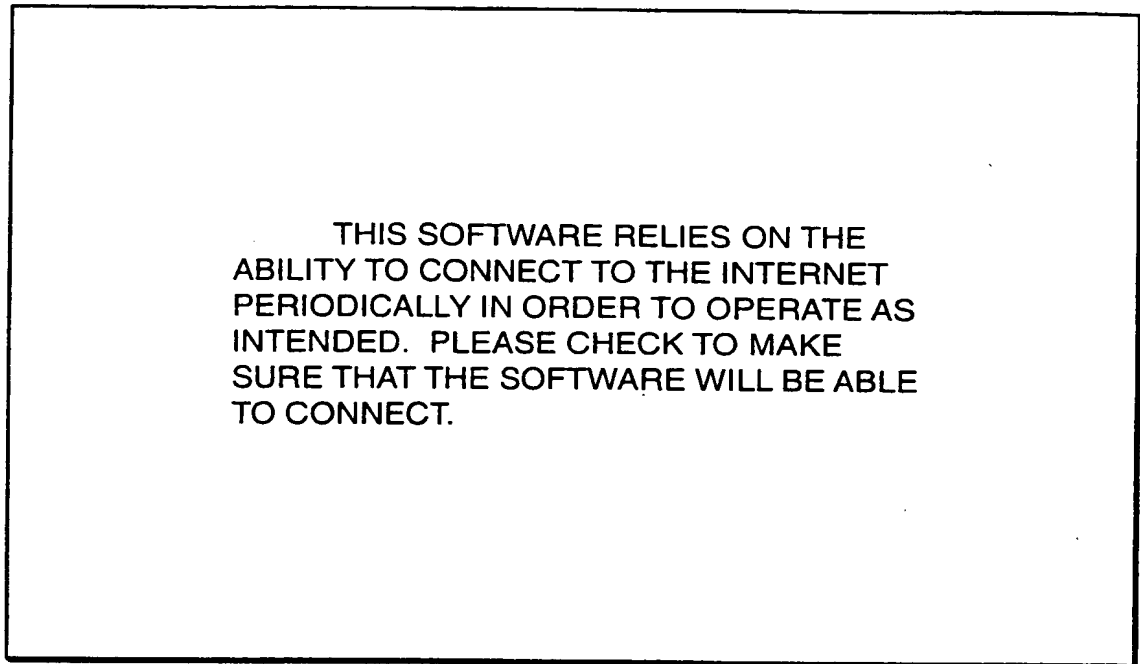 THIS SOFTWARE RELIES ON THE
ABILITY TO CONNECT TO THE INTERNET
PERIODICALLY IN ORDER TO OPERATE AS
INTENDED. PLEASE CHECK TO MAKE
SURE THAT THE SOFTWARE WILL BE ABLE
TO CONNECT.